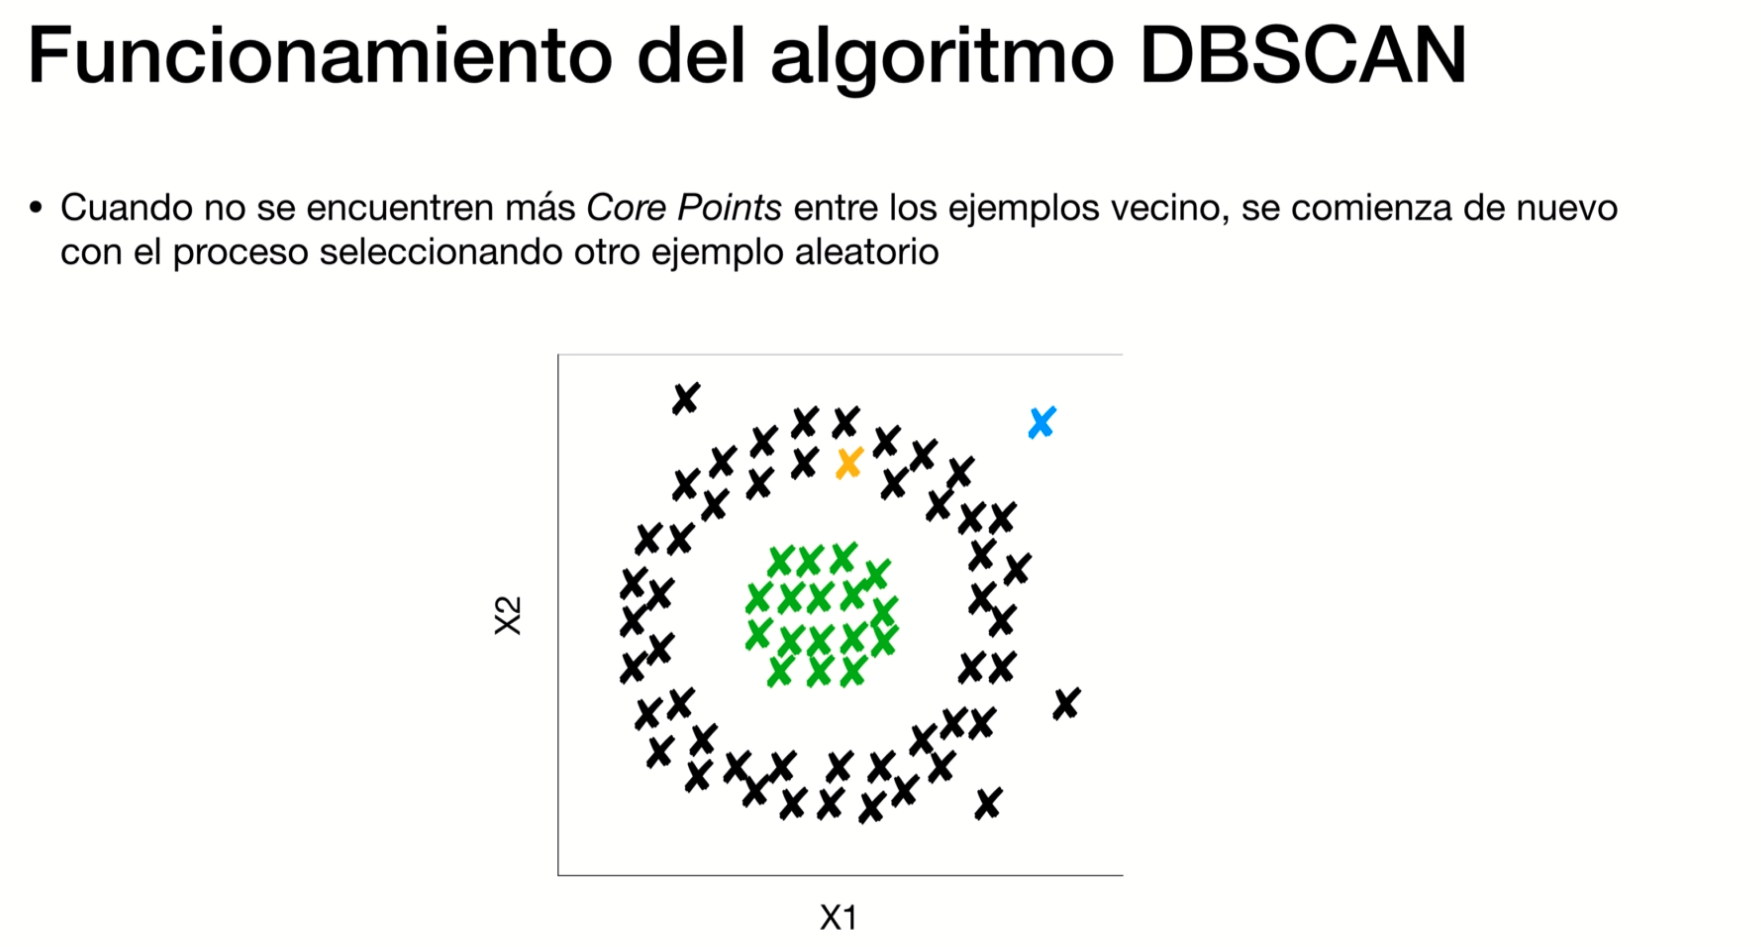 Funcionamiento del algoritmo DBSCAN
• Cuando no se encuentren más Core Points entre los ejemplos vecino, se comienza de nuevo
con el proceso seleccionando otro ejemplo aleatorio
X2
X1